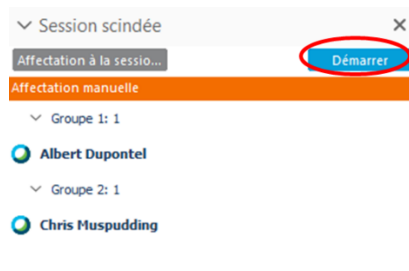 Session scindée
Affectation à la sessio... Démarrer
Affectation manuelle
Groupe 1: 1
Albert Dupontel
Groupe 2: 1
Chris Muspudding